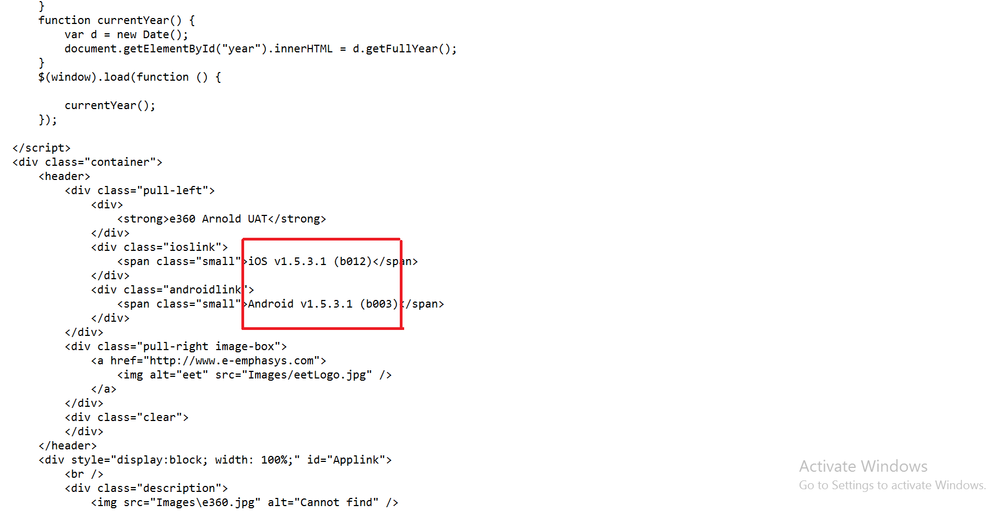 }
function currentYear() {
var d = new Date();
document.getElementById("year").innerHTML = d.getFullYear();
}
$(window).load(function () {
currentYear();
});
</script>
<div class="container">
<header>
<div class="pull-left">
<div>
<strong>e360 Arnold UAT</strong>
</div>
<div class="ioslink">
<span class="small">iOS v1.5.3.1 (b012)</span>
</div>
<div class="androidlink">
<span class="small">Android v1.5.3.1 (b003)</span>
</div>
</div>
<div class="pull-right image-box">
<a href="http://www.e-emphasys.com">
<img alt="eet" src="Images/eetLogo.jpg" />
</a>
</div>
<div class="clear">
</div>
</header>
<div style="display:block; width: 100%;" id="Applink">
<br />
<div class="description">
<img src="Images\e360.jpg" alt="Cannot find" />
Activate Windows
Go to Settings to activate Windows.